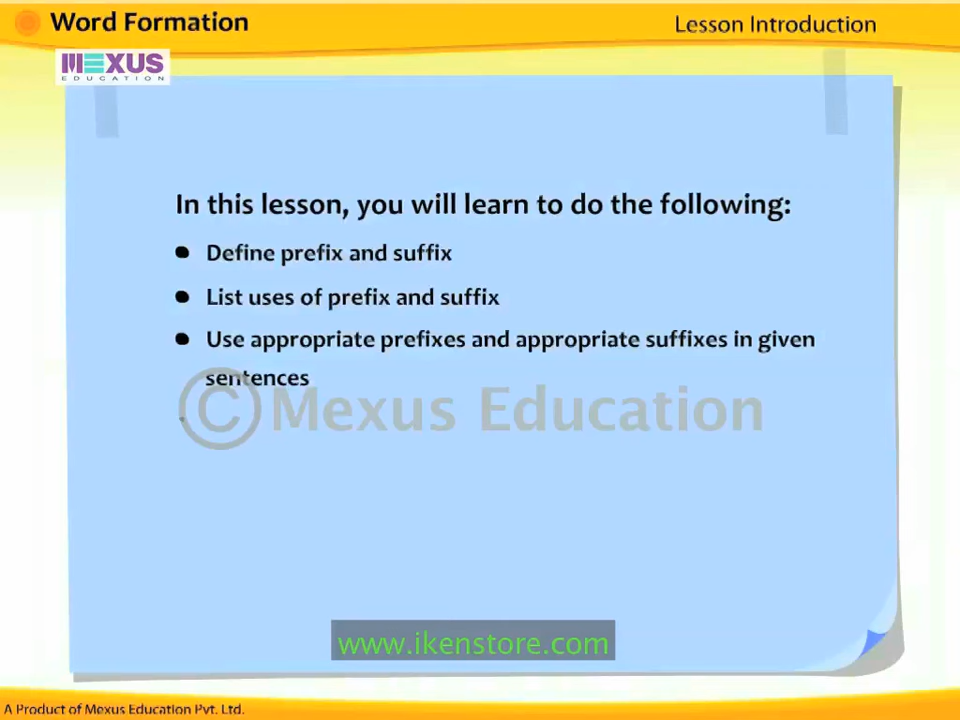 Word Formation
Lesson Introduction
MEXUS
EDUCATION
In this lesson, you will learn to do the following:
• Define prefix and suffix
• List uses of prefix and suffix
• Use appropriate prefixes and appropriate suffixes in given
sentences
© Mexus Education
www.ikenstore.com
A Product of Mexus Education Pvt. Ltd.